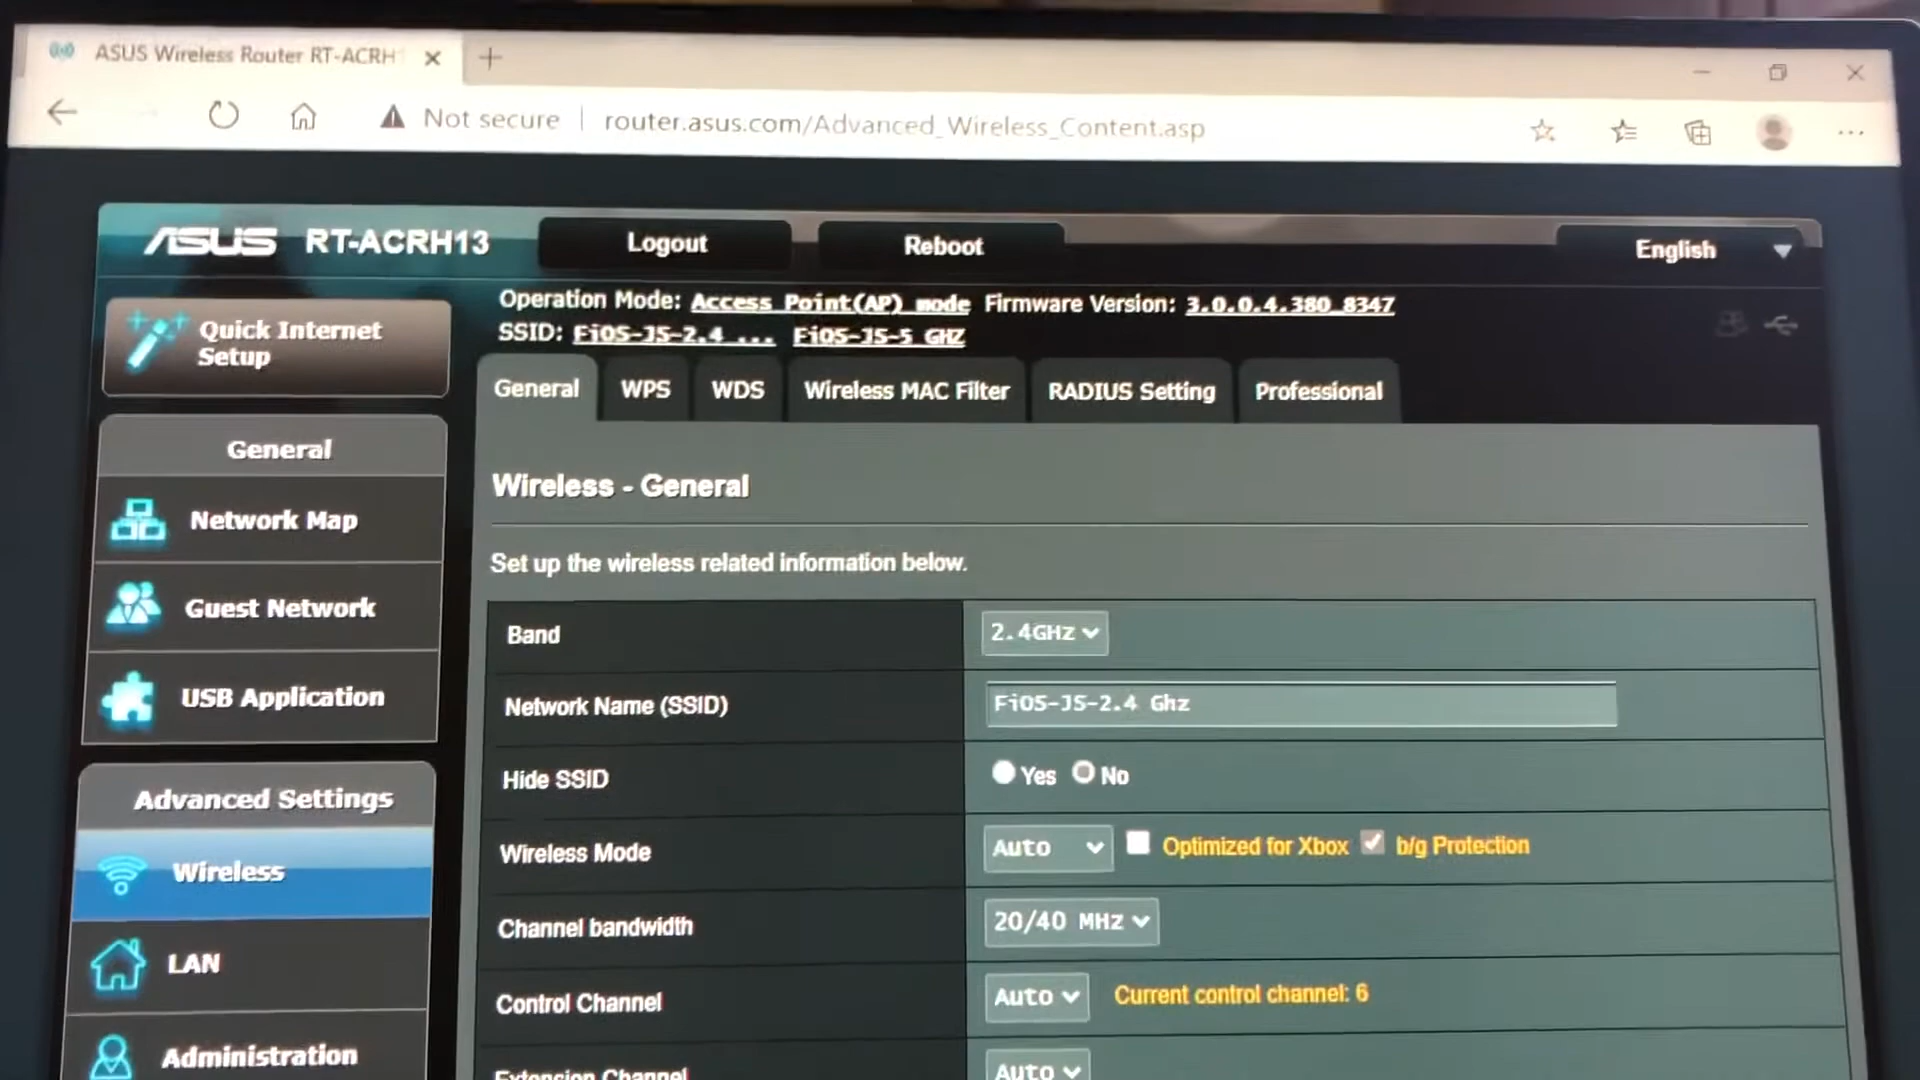 ASUS Wireless Router RT-ACRH
Not secure router.asus.com/Advanced_Wireless_Content.asp
ASUS RT-ACRH13 Logout Reboot English
Quick Internet Setup
Operation Mode: Access Point(AP) mode Firmware Version: 3.0.0.4.380_8347
SSID: FiOS-JS-2.4 ... FiOS-JS-5 GHZ
General WPS WDS Wireless MAC Filter RADIUS Setting Professional
General
Network Map
Guest Network
USB Application
Advanced Settings
Wireless
LAN
Administration
Wireless - General
Set up the wireless related information below.
Band 2.4GHz
Network Name (SSID) FiOS-JS-2.4 Ghz
Hide SSID Yes No
Wireless Mode Auto Optimized for Xbox b/g Protection
Channel bandwidth 20/40 MHz
Control Channel Auto Current control channel: 6
Extension Channel Auto